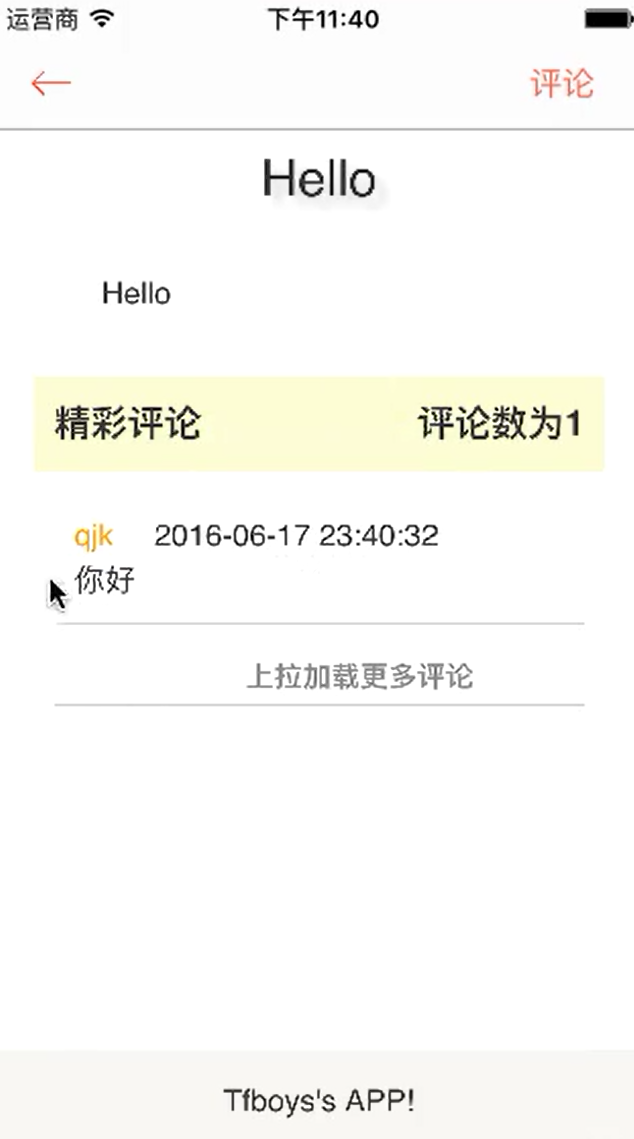 运营商 下午11:40
评论
Hello
Hello
精彩评论 评论数为1
qjk 2016-06-17 23:40:32
你好
上拉加载更多评论
Tfboys's APP!